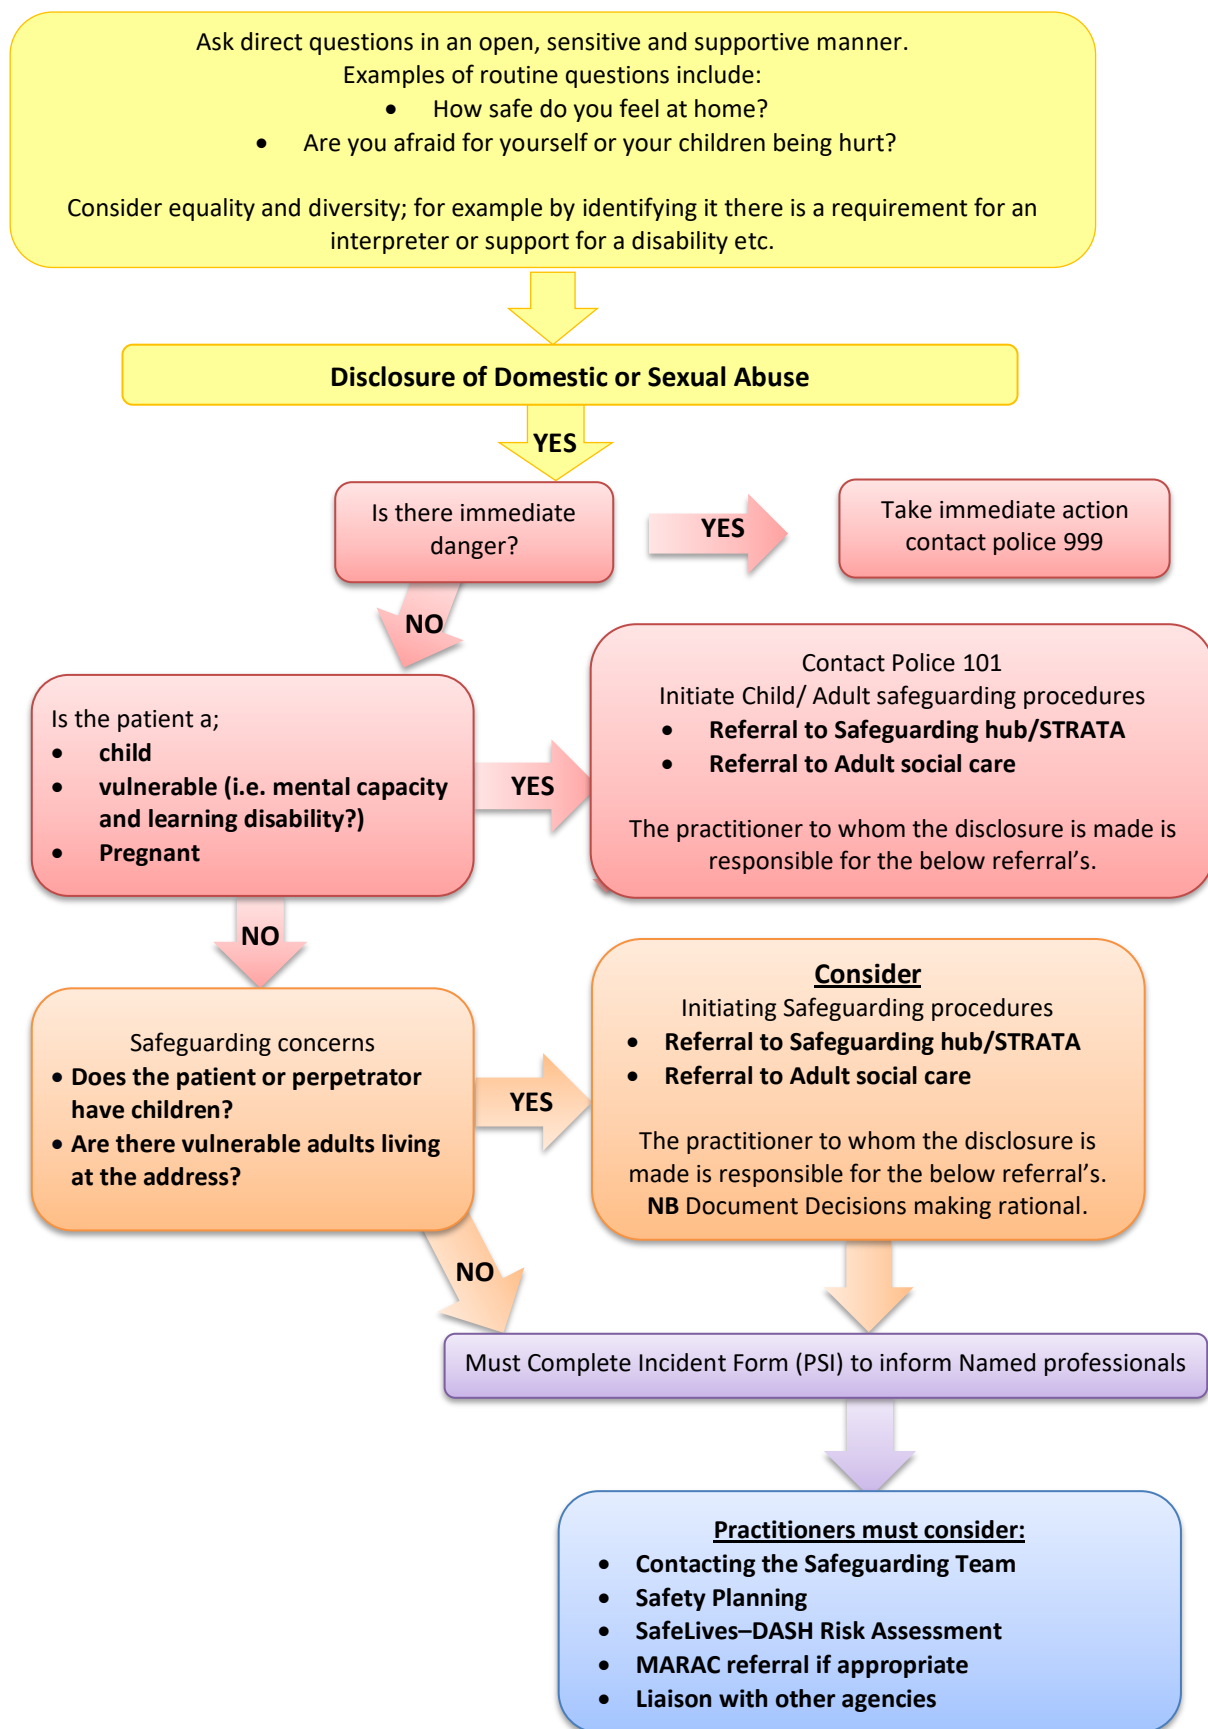 Ask direct questions in an open, sensitive and supportive manner.
Examples of routine questions include:
• How safe do you feel at home?
• Are you afraid for yourself or your children being hurt?
Consider equality and diversity; for example by identifying it there is a requirement for an
interpreter or support for a disability etc.
Disclosure of Domestic or Sexual Abuse
YES
Is there immediate
danger?
YES
Take immediate action
contact police 999
NO
Is the patient a;
• child
• vulnerable (i.e. mental capacity
and learning disability?)
• Pregnant
YES
Contact Police 101
Initiate Child/ Adult safeguarding procedures
• Referral to Safeguarding hub/STRATA
• Referral to Adult social care
The practitioner to whom the disclosure is made is
responsible for the below referral’s.
NO
Safeguarding concerns
• Does the patient or perpetrator
have children?
• Are there vulnerable adults living
at the address?
YES
Consider
Initiating Safeguarding procedures
• Referral to Safeguarding hub/STRATA
• Referral to Adult social care
The practitioner to whom the disclosure is
made is responsible for the below referral’s.
NB Document Decisions making rational.
NO
Must Complete Incident Form (PSI) to inform Named professionals
Practitioners must consider:
• Contacting the Safeguarding Team
• Safety Planning
• SafeLives–DASH Risk Assessment
• MARAC referral if appropriate
• Liaison with other agencies